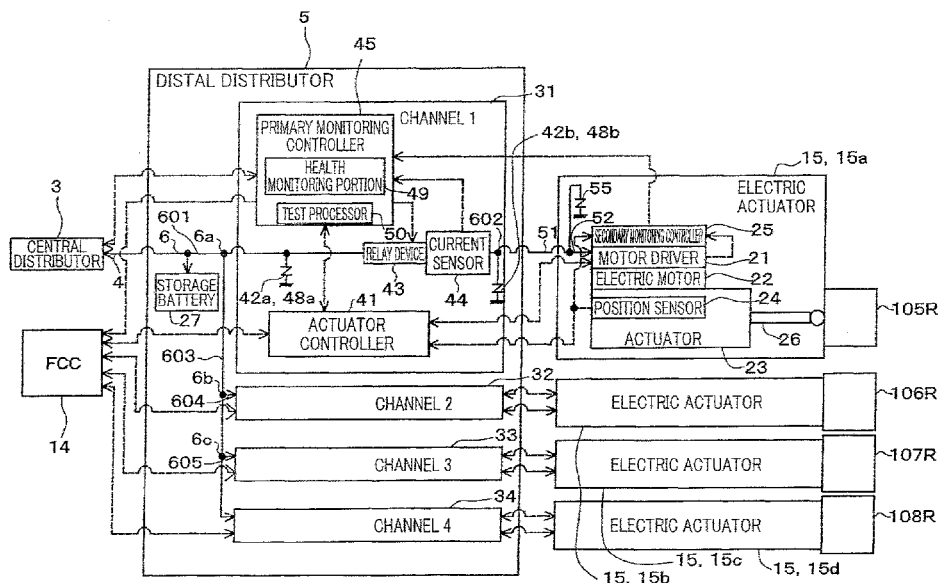 5
45
DISTAL DISTRIBUTOR
31
CHANNEL 1
42b, 48b
PRIMARY MONITORING
CONTROLLER
15, 15a
HEALTH
MONITORING PORTION
49
55
ELECTRIC
ACTUATOR
3
TEST PROCESSOR
50
602
52
601
6
6a
51
SECONDARY MONITORING CONTROLLER
25
CENTRAL
DISTRIBUTOR
RELAY DEVICE
CURRENT
SENSOR
MOTOR DRIVER
21
4
43
ELECTRIC MOTOR
22
STORAGE
BATTERY
42a, 48a
44
POSITION SENSOR
24
27
41
105R
ACTUATOR
CONTROLLER
ACTUATOR
26
FCC
603
23
6b
32
14
604
CHANNEL 2
ELECTRIC ACTUATOR
106R
6c
33
605
CHANNEL 3
ELECTRIC ACTUATOR
107R
34
CHANNEL 4
ELECTRIC ACTUATOR
108R
15, 15b
15, 15c
15, 15d